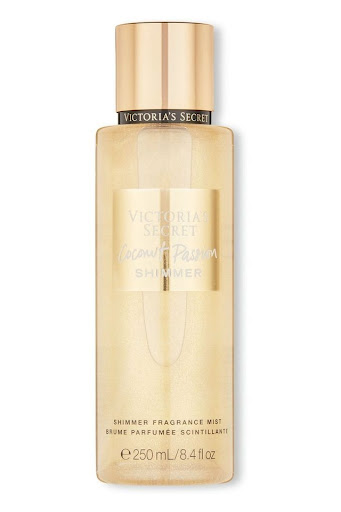 VICTORIA'S SECRET
VICTORIA'S
SECRET
Coconut Passion
SHIMMER
SHIMMER FRAGRANCE MIST
BRUME PARFUMÉE SCINTILLANTE
℮ 250 mL/8.4 fl oz